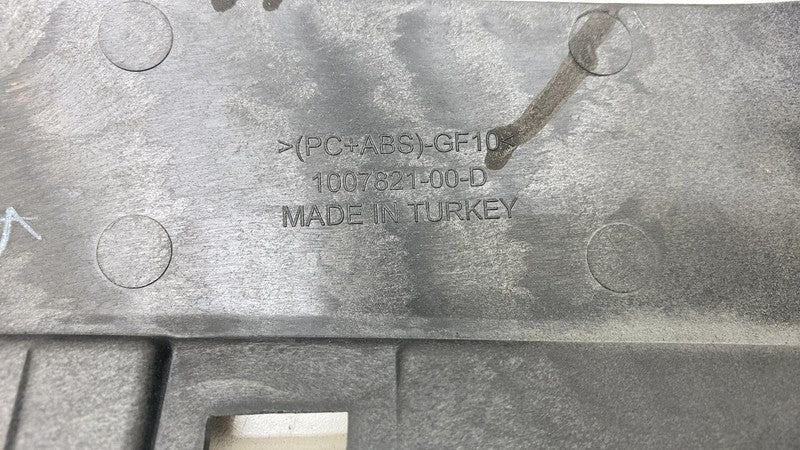 >(PC+ABS)-GF10<
1007821-00-D
MADE IN TURKEY